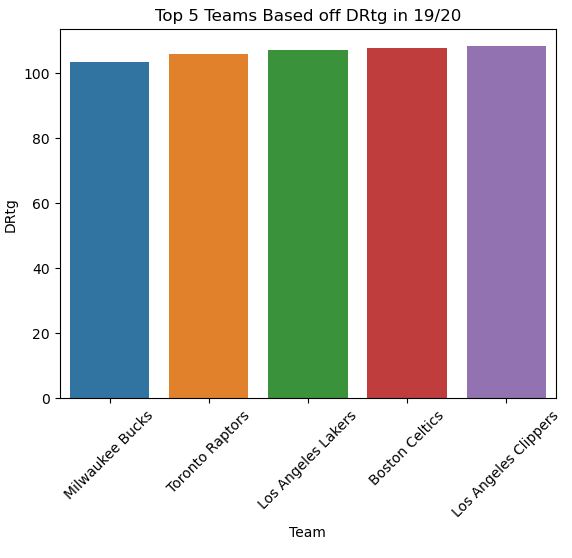 Top 5 Teams Based off DRtg in 19/20
100
80
60
40
20
0
DRtg
Milwaukee Bucks
Toronto Raptors
Los Angeles Lakers
Boston Celtics
Los Angeles Clippers
Team